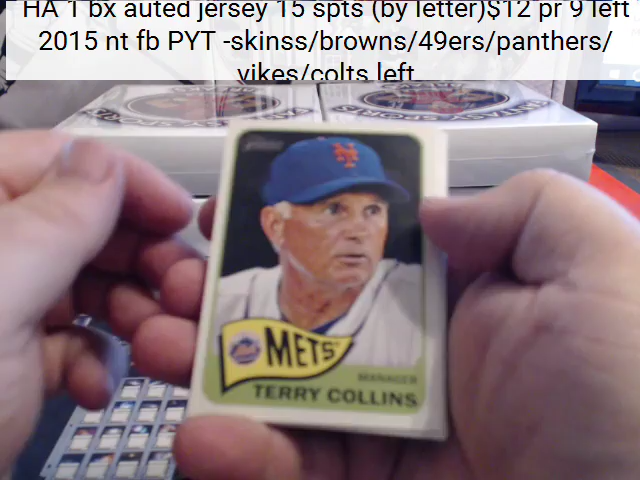 HA 1 bx auted jersey 15 spts (by letter)$12 pr 9 left
2015 nt fb PYT -skinss/browns/49ers/panthers/
vikes/colts left
METS
MANAGER
TERRY COLLINS